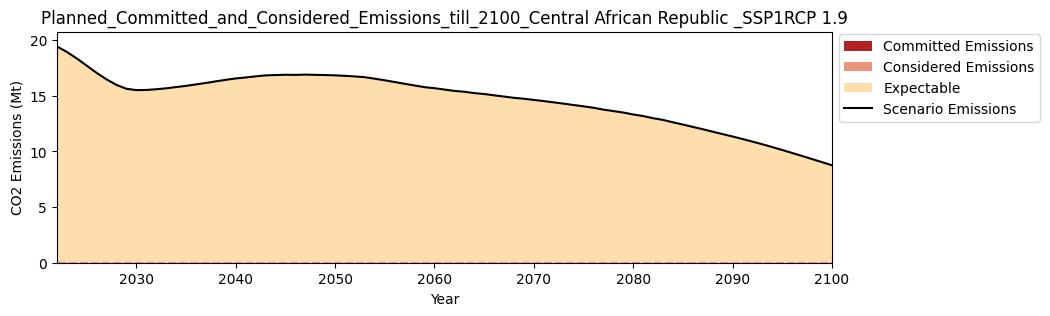 Planned_Committed_and_Considered_Emissions_till_2100_Central African Republic _SSP1RCP 1.9
20
15
10
5
0
CO2 Emissions (Mt)
2030 2040 2050 2060 2070 2080 2090 2100
Year
Committed Emissions
Considered Emissions
Expectable
Scenario Emissions